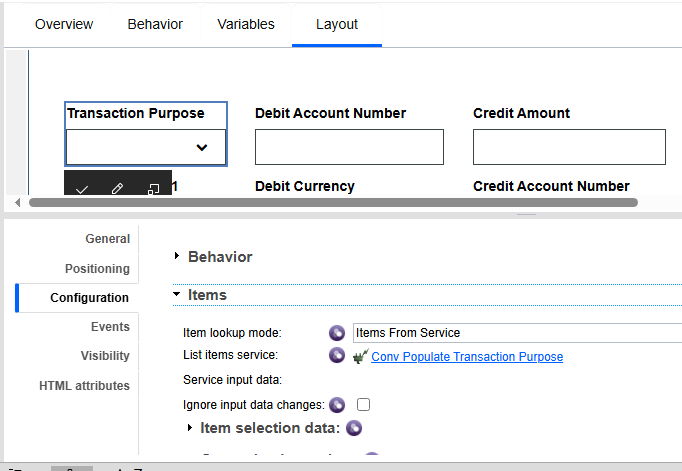 Overview Behavior Variables Layout
Transaction Purpose Debit Account Number Credit Amount
1 Debit Currency Credit Account Number
General
Positioning
Configuration
Events
Visibility
HTML attributes
Behavior
Items
Item lookup mode: Items From Service
List items service: Conv Populate Transaction Purpose
Service input data:
Ignore input data changes:
Item selection data: